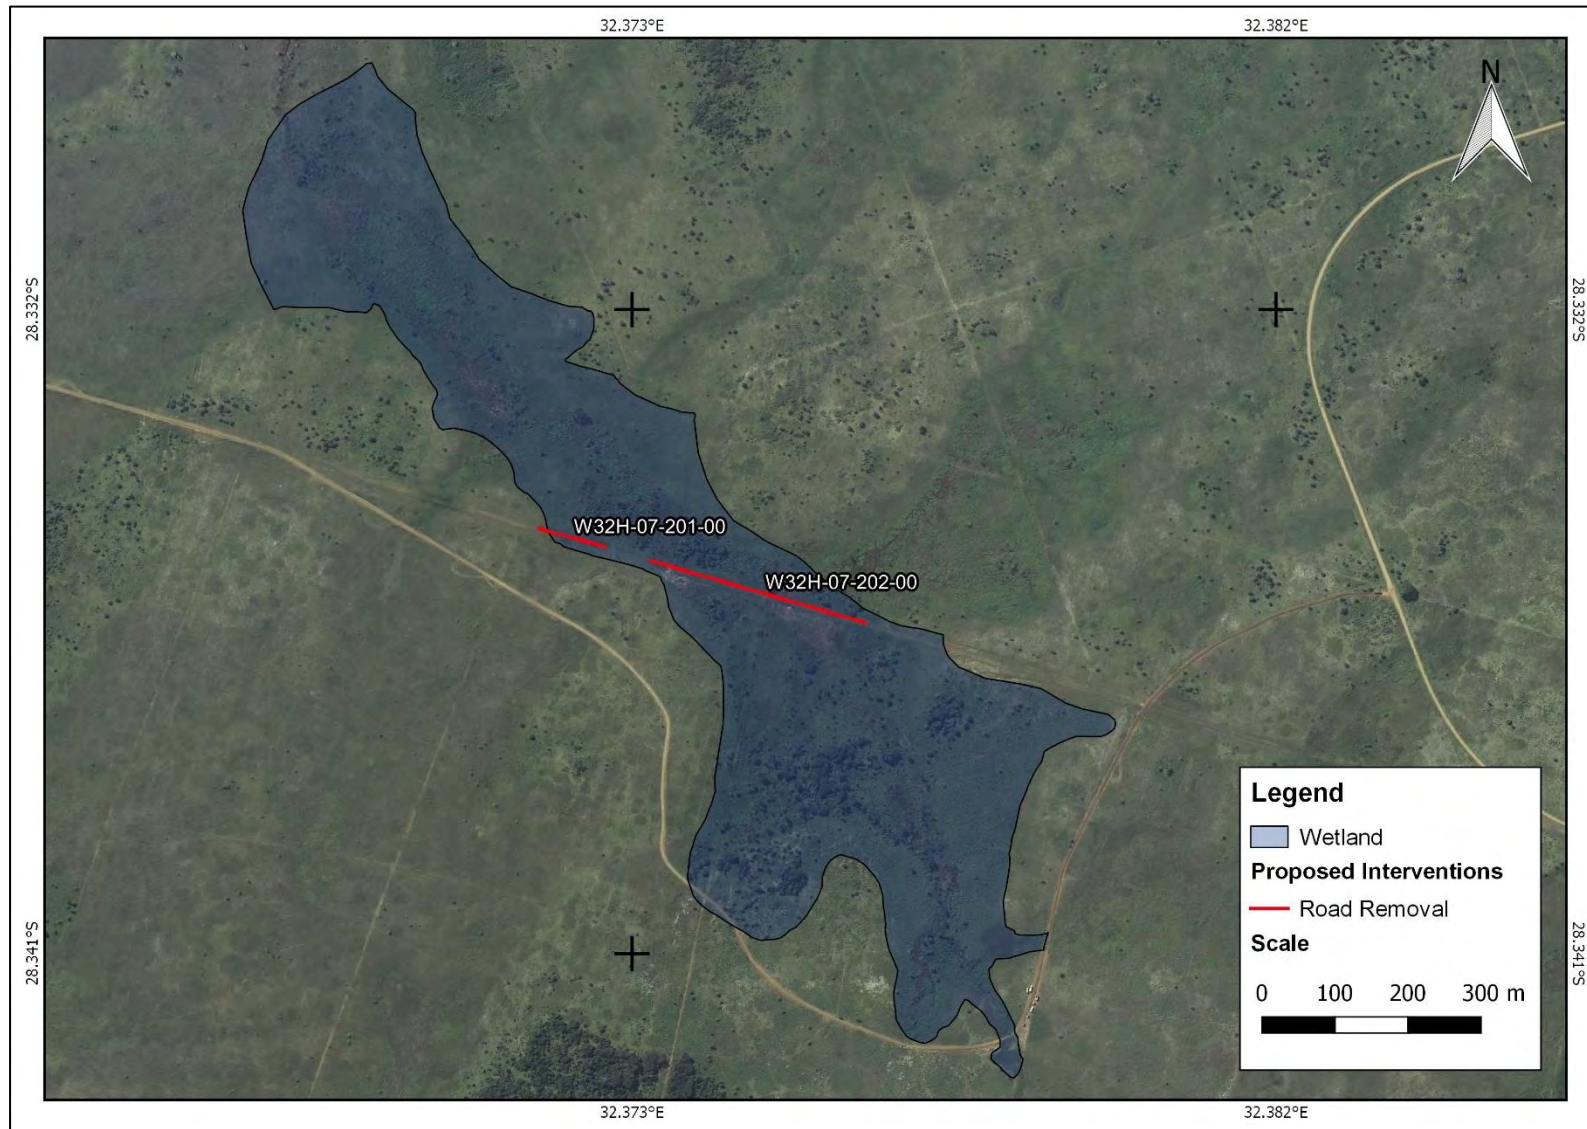 32.373°E
32.382°E
N
28.332°S
28.332°S
W32H-07-201-00
W32H-07-202-00
Legend
Wetland
Proposed Interventions
Road Removal
Scale
0 100 200 300 m
28.341°S
28.341°S
32.373°E
32.382°E